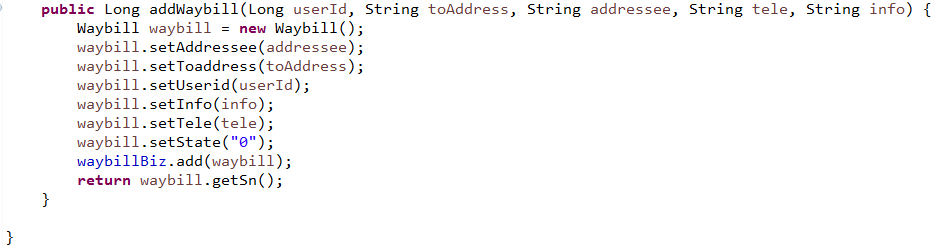 public Long addWaybill(Long userId, String toAddress, String addressee, String tele, String info) {
Waybill waybill = new Waybill();
waybill.setAddressee(addressee);
waybill.setToaddress(toAddress);
waybill.setUserid(userId);
waybill.setInfo(info);
waybill.setTele(tele);
waybill.setState("0");
waybillBiz.add(waybill);
return waybill.getSn();
}
}